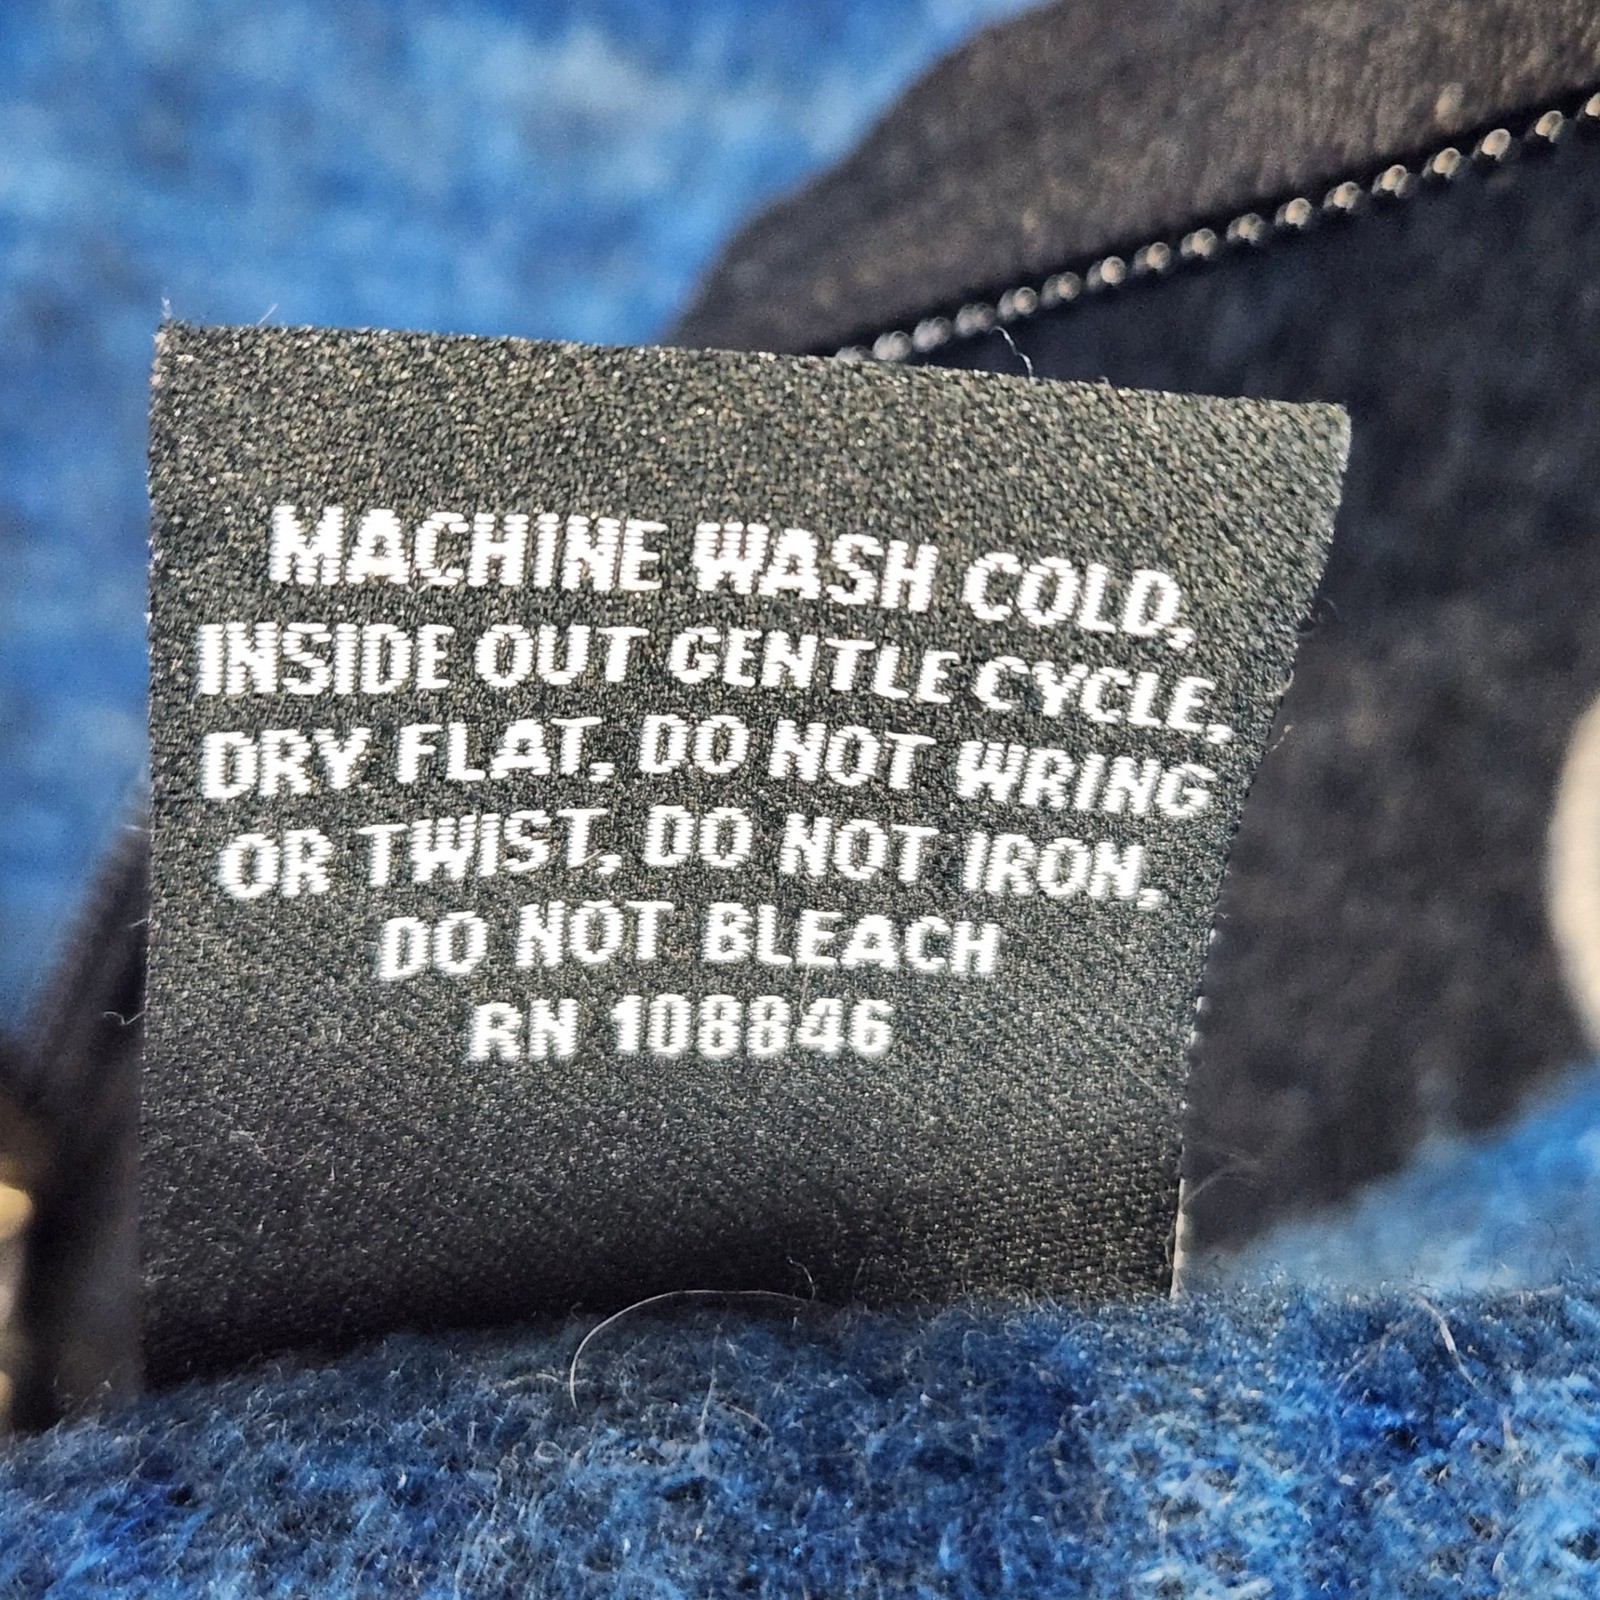 MACHINE WASH COLD,
INSIDE OUT GENTLE CYCLE,
DRY FLAT. DO NOT WRING
OR TWIST. DO NOT IRON,
DO NOT BLEACH
RN 108846